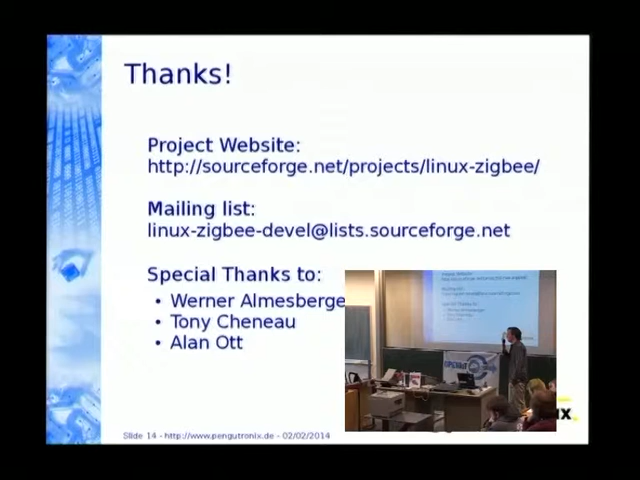 Thanks!
Project Website:
http://sourceforge.net/projects/linux-zigbee/
Mailing list:
linux-zigbee-devel@lists.sourceforge.net
Special Thanks to:
• Werner Almesberge
• Tony Cheneau
• Alan Ott
Slide 14 - http://www.pengutronix.de - 02/02/2014